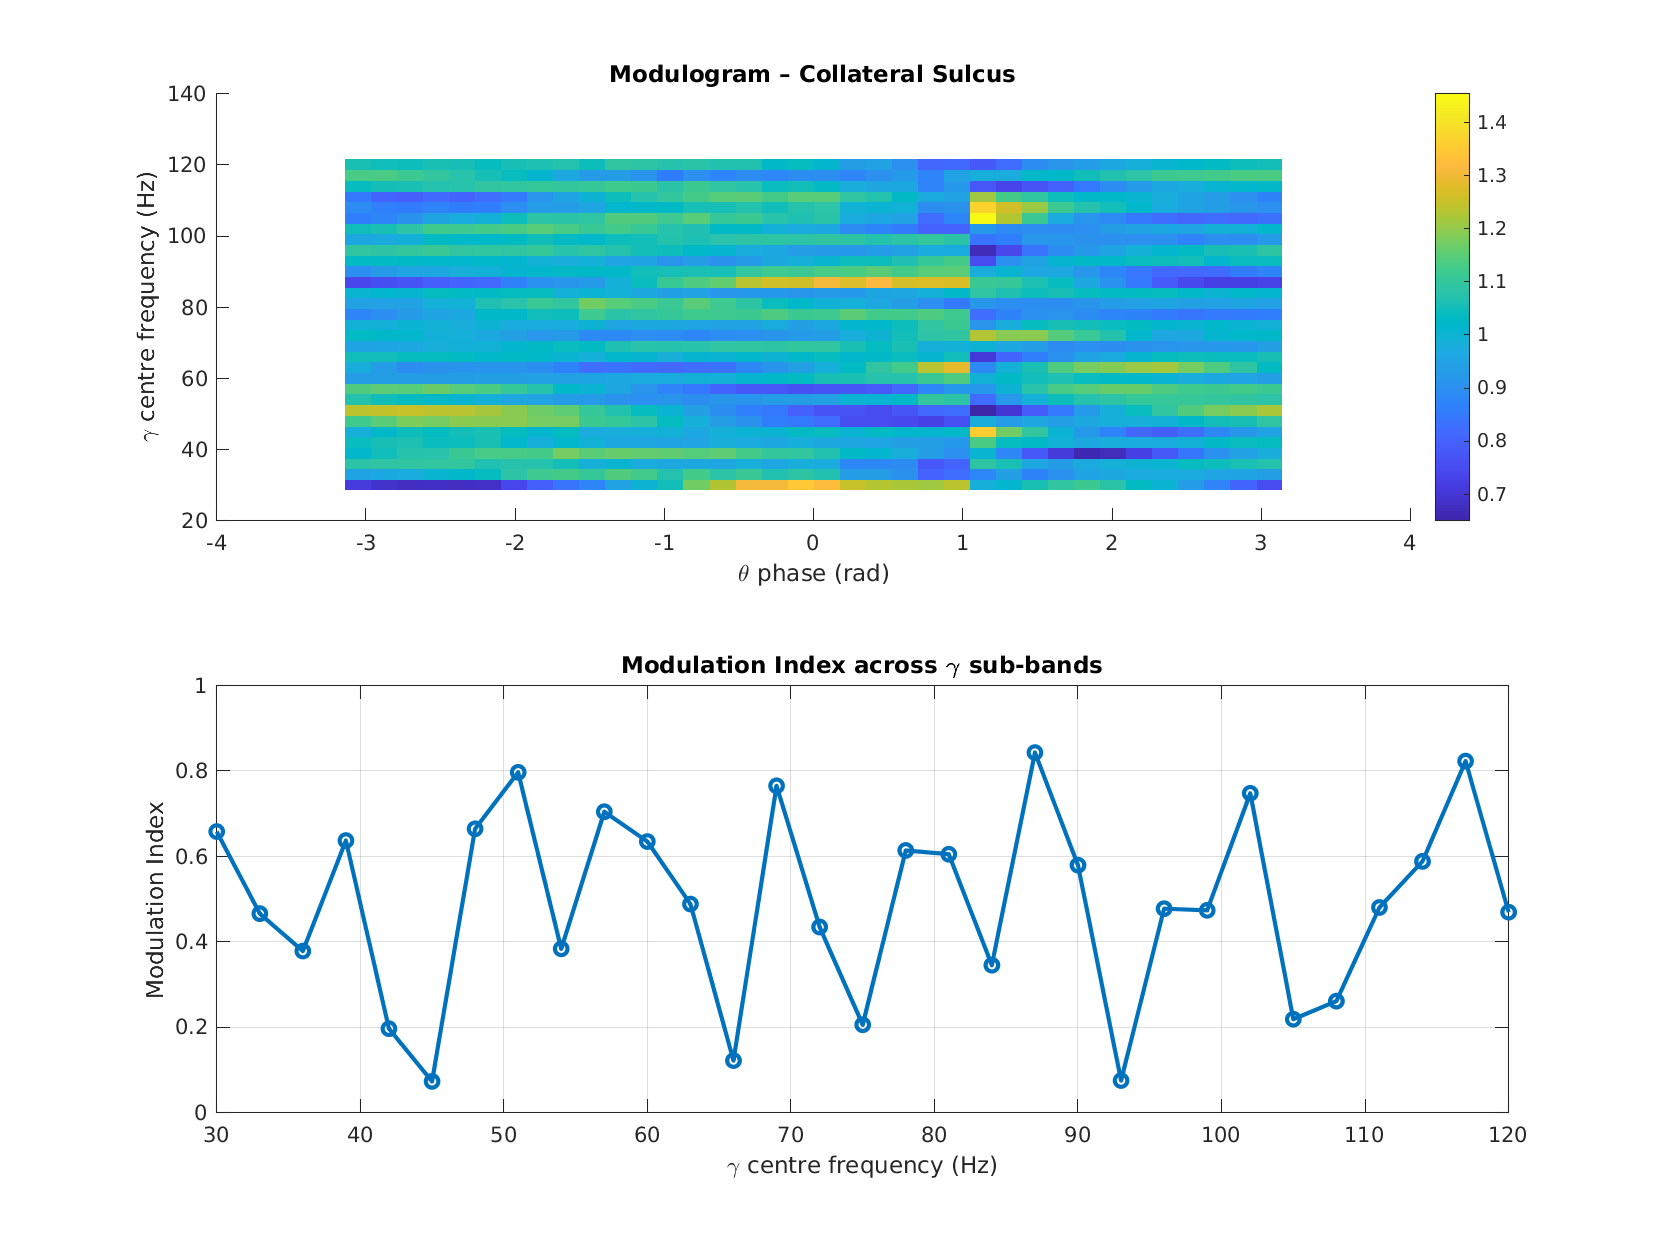 Modulogram – Collateral Sulcus
140
120
100
80
60
40
20
γ centre frequency (Hz)
-4 -3 -2 -1 0 1 2 3 4
θ phase (rad)
1.4
1.3
1.2
1.1
1
0.9
0.8
0.7
Modulation Index across γ sub-bands
1
0.8
0.6
0.4
0.2
0
Modulation Index
30 40 50 60 70 80 90 100 110 120
γ centre frequency (Hz)